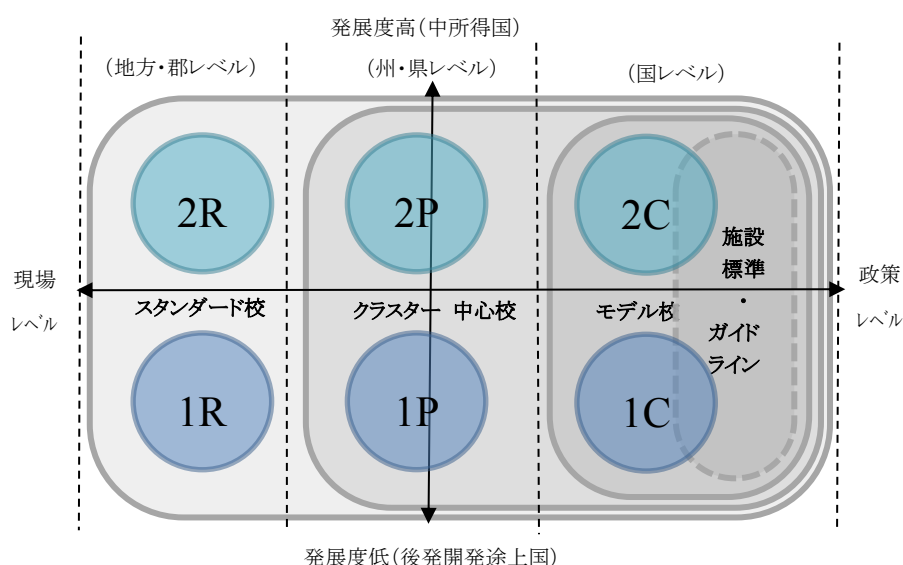 発展度高(中所得国)
(地方・郡レベル)
(州・県レベル)
(国レベル)
2R
2P
2C
施設
標準
・
ガイド
ライン
現場
レベル
政策
レベル
スタンダード校
クラスター 中心校
モデル校
1R
1P
1C
発展度低(後発開発途上国)